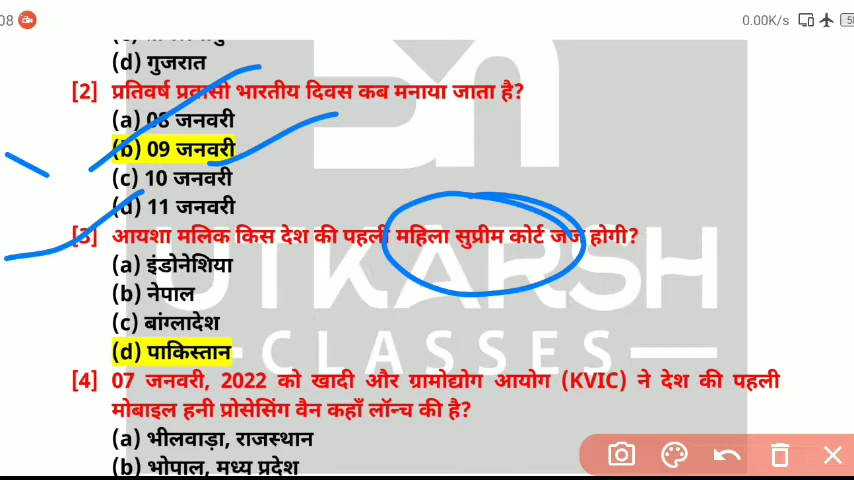 08
0.00K/s
(d) गुजरात
[2] प्रतिवर्ष प्रवासी भारतीय दिवस कब मनाया जाता है?
(a) 08 जनवरी
(b) 09 जनवरी
(c) 10 जनवरी
(d) 11 जनवरी
[3] आयशा मलिक किस देश की पहली महिला सुप्रीम कोर्ट जज होगी?
(a) इंडोनेशिया
(b) नेपाल
(c) बांग्लादेश
(d) पाकिस्तान
[4] 07 जनवरी, 2022 को खादी और ग्रामोद्योग आयोग (KVIC) ने देश की पहली
मोबाइल हनी प्रोसेसिंग वैन कहाँ लॉन्च की है?
(a) भीलवाड़ा, राजस्थान
(b) भोपाल, मध्य प्रदेश
UTKARSH
CLASSES